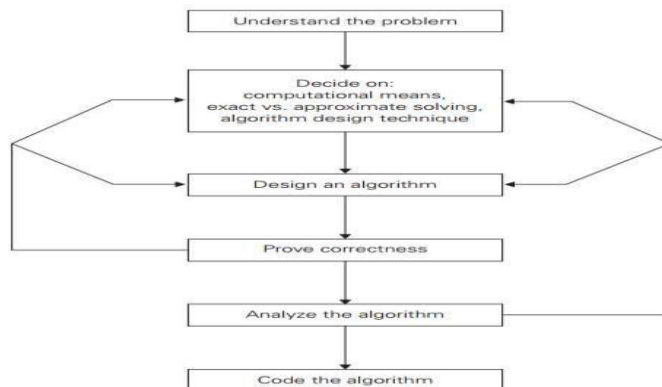 Understand the problem
Decide on:
computational means,
exact vs. approximate solving,
algorithm design technique
Design an algorithm
Prove correctness
Analyze the algorithm
Code the algorithm